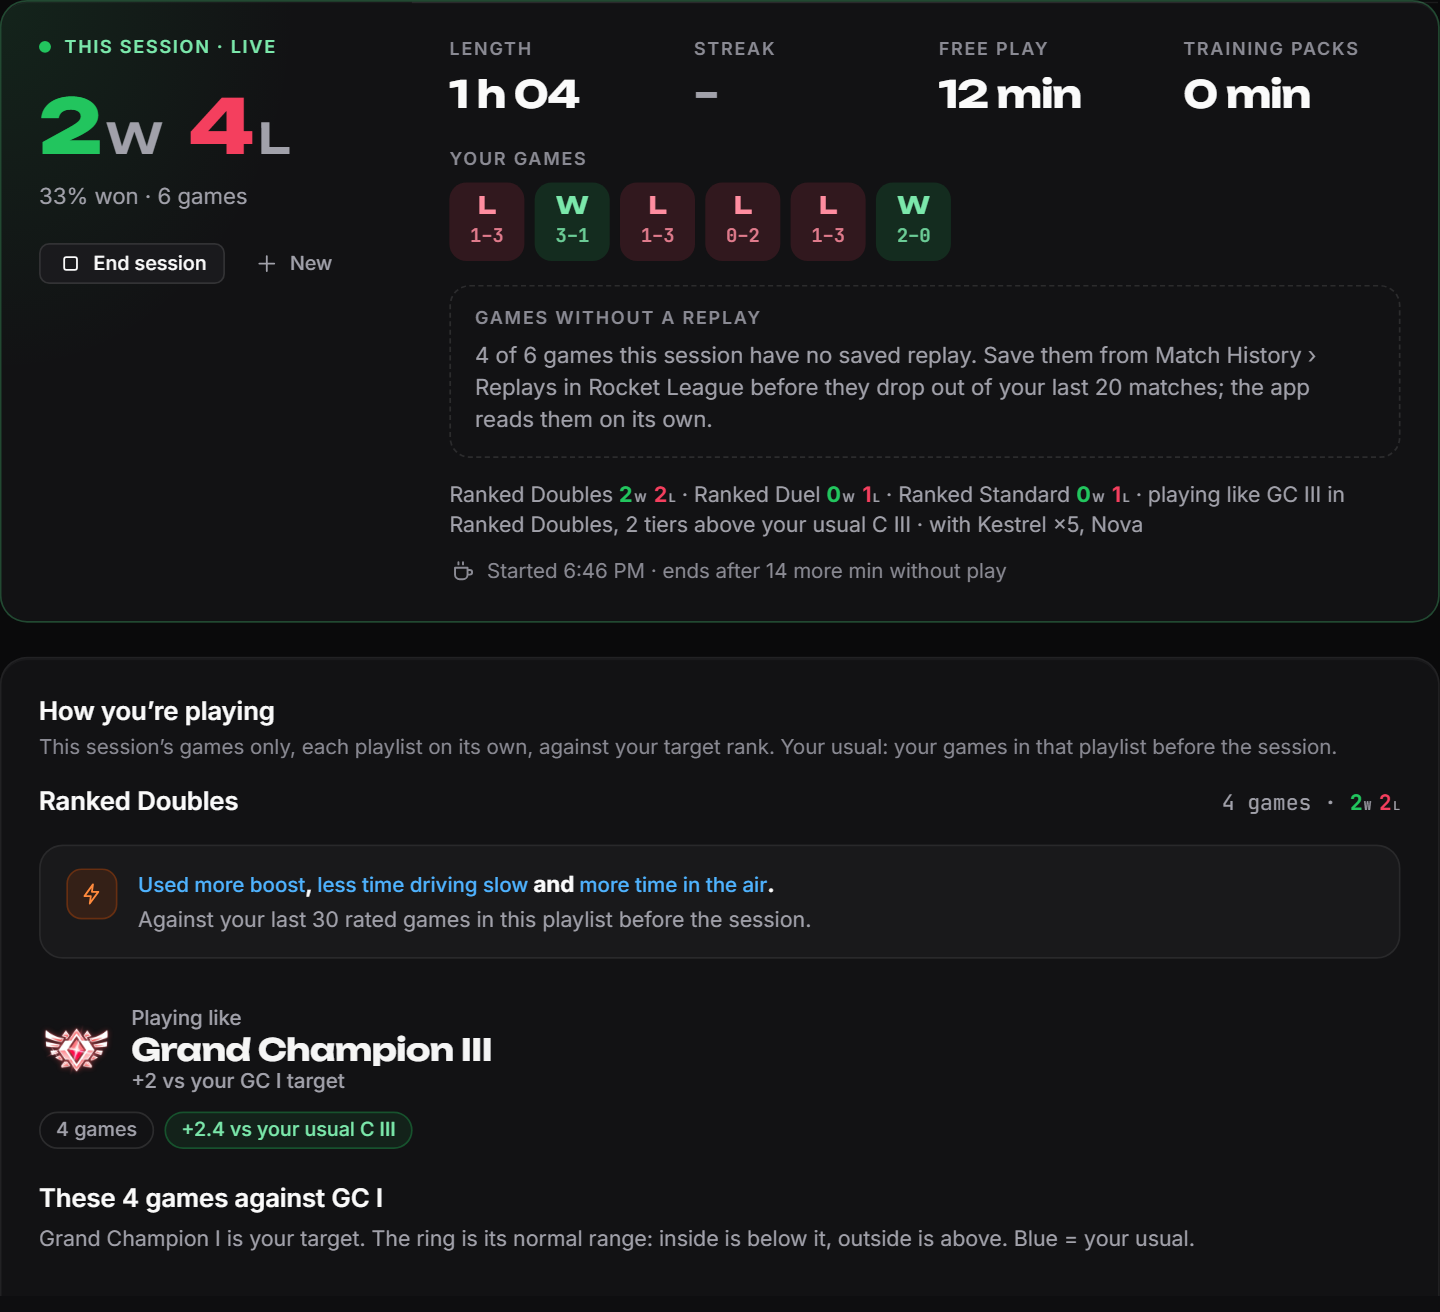 THIS SESSION · LIVE
2W 4L
33% won · 6 games
End session
New
LENGTH
1 h 04
STREAK
–
FREE PLAY
12 min
TRAINING PACKS
0 min
YOUR GAMES
L
1–3
W
3–1
L
1–3
L
0–2
L
1–3
W
2–0
GAMES WITHOUT A REPLAY
4 of 6 games this session have no saved replay. Save them from Match History ›
Replays in Rocket League before they drop out of your last 20 matches; the app
reads them on its own.
Ranked Doubles 2W 2L · Ranked Duel 0W 1L · Ranked Standard 0W 1L · playing like GC III in
Ranked Doubles, 2 tiers above your usual C III · with Kestrel ×5, Nova
Started 6:46 PM · ends after 14 more min without play
How you’re playing
This session’s games only, each playlist on its own, against your target rank. Your usual: your games in that playlist before the session.
Ranked Doubles
4 games · 2W 2L
Used more boost, less time driving slow and more time in the air.
Against your last 30 rated games in this playlist before the session.
Playing like
Grand Champion III
+2 vs your GC I target
4 games
+2.4 vs your usual C III
These 4 games against GC I
Grand Champion I is your target. The ring is its normal range: inside is below it, outside is above. Blue = your usual.